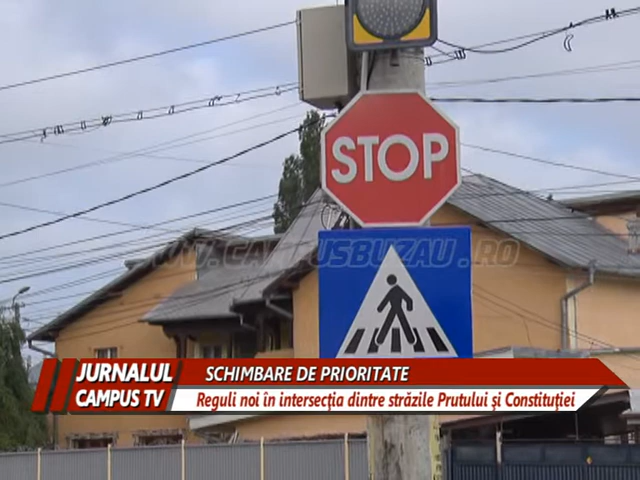 STOP
WWW.CAMPUSBUZAU.RO
JURNALUL
CAMPUS TV
SCHIMBARE DE PRIORITATE
Reguli noi în intersecția dintre străzile Prutului și Constituției